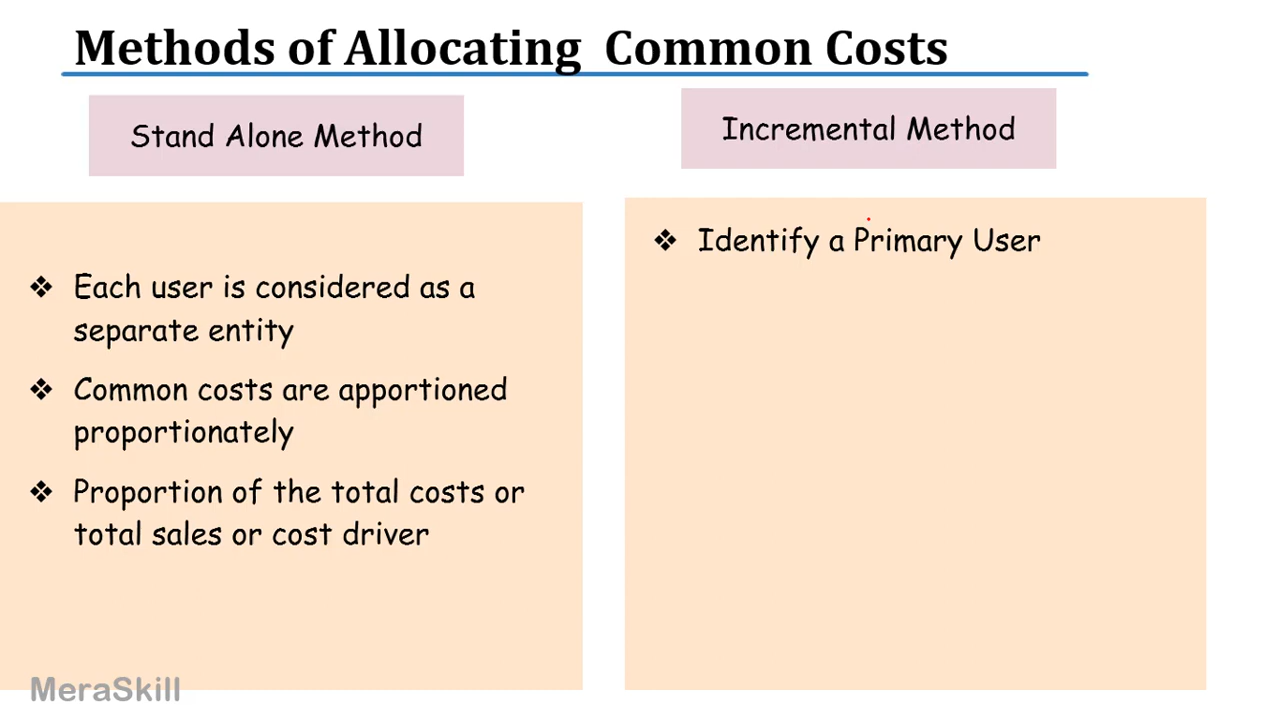 Methods of Allocating Common Costs
Stand Alone Method
❖ Each user is considered as a
separate entity
❖ Common costs are apportioned
proportionately
❖ Proportion of the total costs or
total sales or cost driver
Incremental Method
❖ Identify a Primary User
MeraSkill